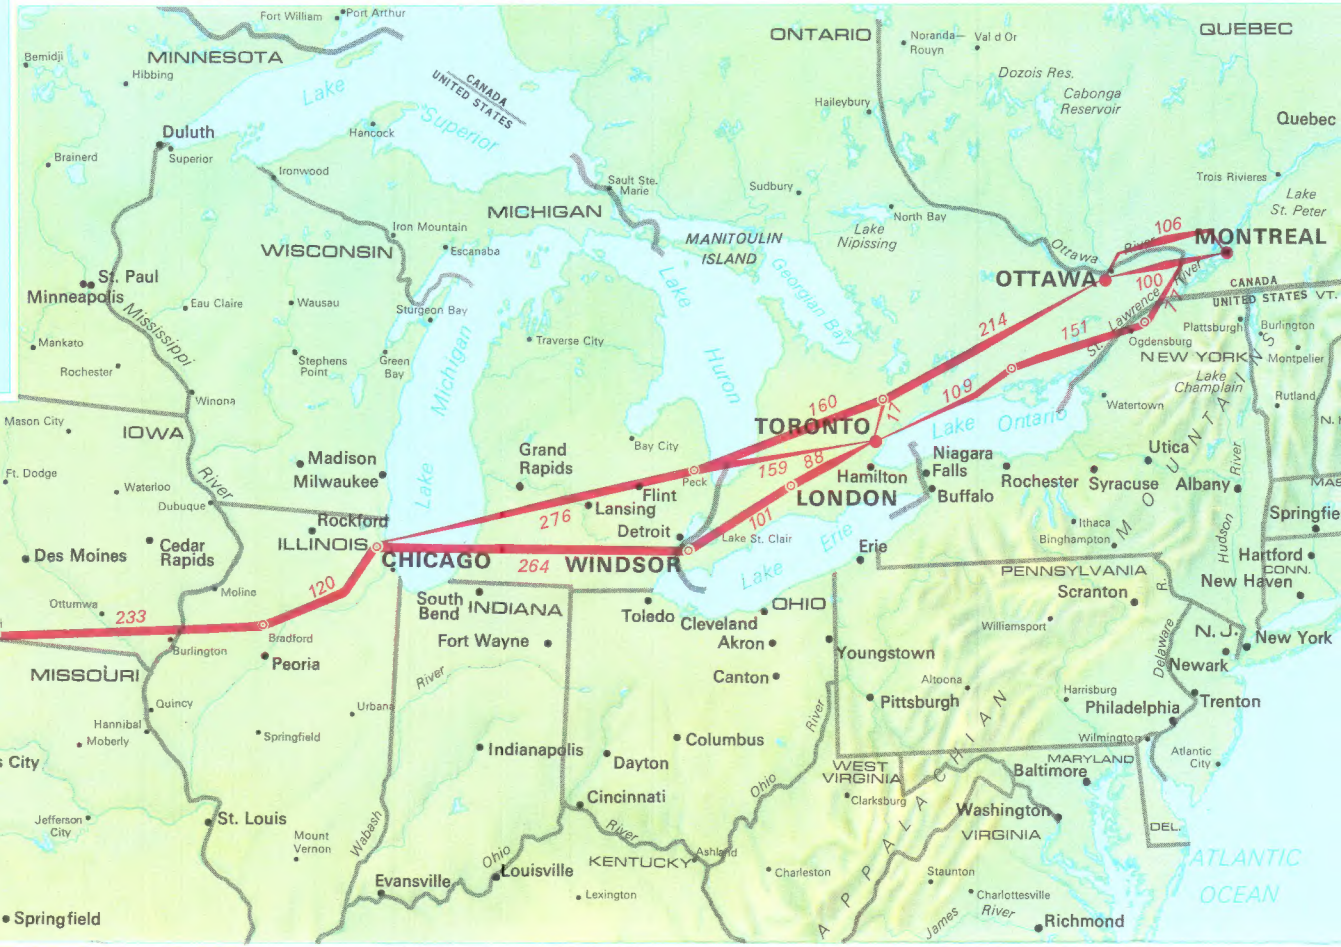 Fort William
Port Arthur
ONTARIO
QUEBEC
Bemidji
MINNESOTA
Hibbing
Noranda—
Rouyn
Val d Or
Dozois Res.
Cabonga
Reservoir
CANADA
UNITED STATES
Lake
Superior
Haileybury
Quebec
Duluth
Superior
Hancock
Brainerd
Ironwood
Sault Ste.
Marie
Sudbury
Trois Rivieres
Lake
St. Peter
MICHIGAN
North Bay
Lake
Nipissing
WISCONSIN
Iron Mountain
Escanaba
MANITOULIN
ISLAND
Georgian Bay
106
MONTREAL
Ottawa
River
St. Paul
Minneapolis
OTTAWA
100
CANADA
UNITED STATES
VT.
Lake
Huron
Mississippi
River
Eau Claire
Wausau
Sturgeon Bay
St. Lawrence
River
77
214
151
Plattsburgh
Burlington
Ogdensburg
Mankato
Rochester
Stephens
Point
Green
Bay
Traverse City
NEW YORK
Montpelier
Lake
Champlain
Lake
Michigan
Winona
160
17
109
Watertown
Rutland
Mason City
IOWA
TORONTO
Lake
Ontario
N.
Bay City
Madison
Milwaukee
Grand
Rapids
159
88
Niagara
Falls
Utica
Ft. Dodge
Waterloo
Dubuque
Peck
Hamilton
Rochester
Syracuse
Albany
River
Hudson
MAS
Flint
Lansing
LONDON
Buffalo
Rockford
276
101
Detroit
Lake St. Clair
Ithaca
Binghampton
Springfie
ILLINOIS
Des Moines
Cedar
Rapids
CHICAGO
264
WINDSOR
Lake
Erie
Erie
Hartford
CONN.
PENNSYLVANIA
New Haven
120
Moline
South
Bend
INDIANA
Toledo
OHIO
Cleveland
Scranton
Ottumwa
233
Burlington
Bradford
Peoria
Fort Wayne
Akron
Williamsport
Delaware
R.
N. J.
New York
Youngstown
Newark
MISSOURI
River
Canton
Altoona
Harrisburg
Trenton
Pittsburgh
Philadelphia
Quincy
Urbana
Hannibal
Moberly
Springfield
Indianapolis
Columbus
Dayton
River
Ohio
Wilmington
Atlantic
City
s City
WEST
VIRGINIA
MARYLAND
Baltimore
Clarksburg
Cincinnati
River
Washington
Jefferson
City
St. Louis
Mount
Vernon
Wabash
VIRGINIA
DEL.
Ohio
KENTUCKY
Ashland
ATLANTIC
OCEAN
Evansville
Louisville
Lexington
Charleston
Staunton
Charlottesville
James
River
Springfield
Richmond
APPALACHIAN
MOUNTAINS